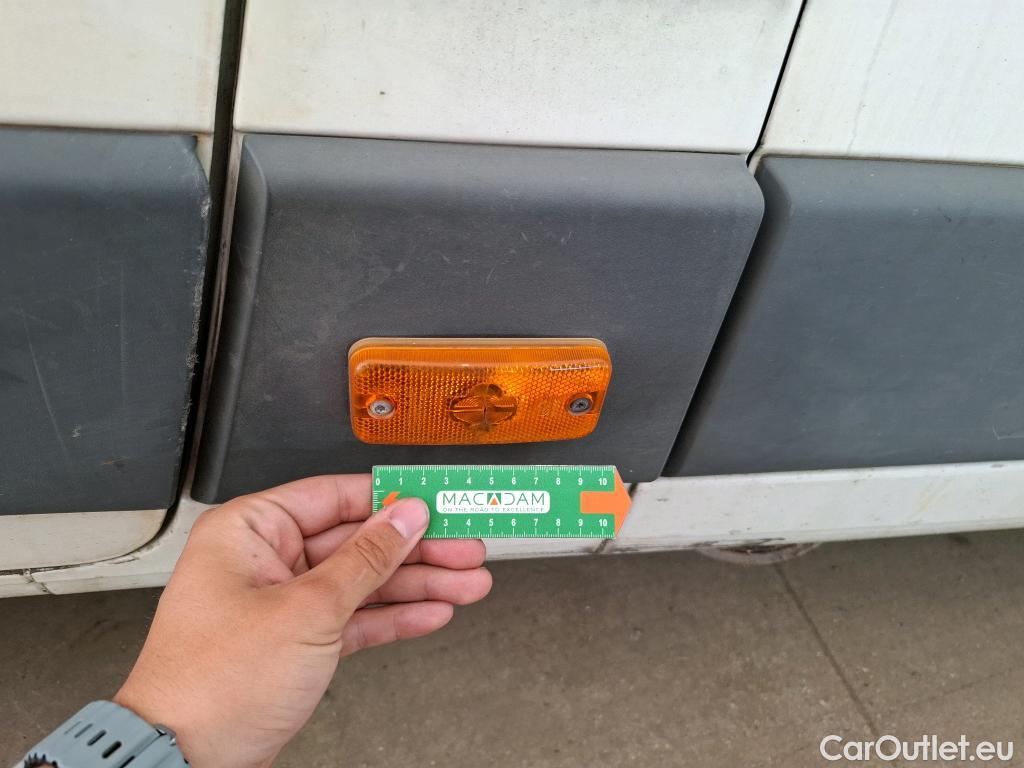 0 1 2 3 4 5 6 7 8 9 10
MACADAM
ON THE ROAD TO EXCELLENCE
3 4 5 6 7 8 9 10
CarOutlet.eu